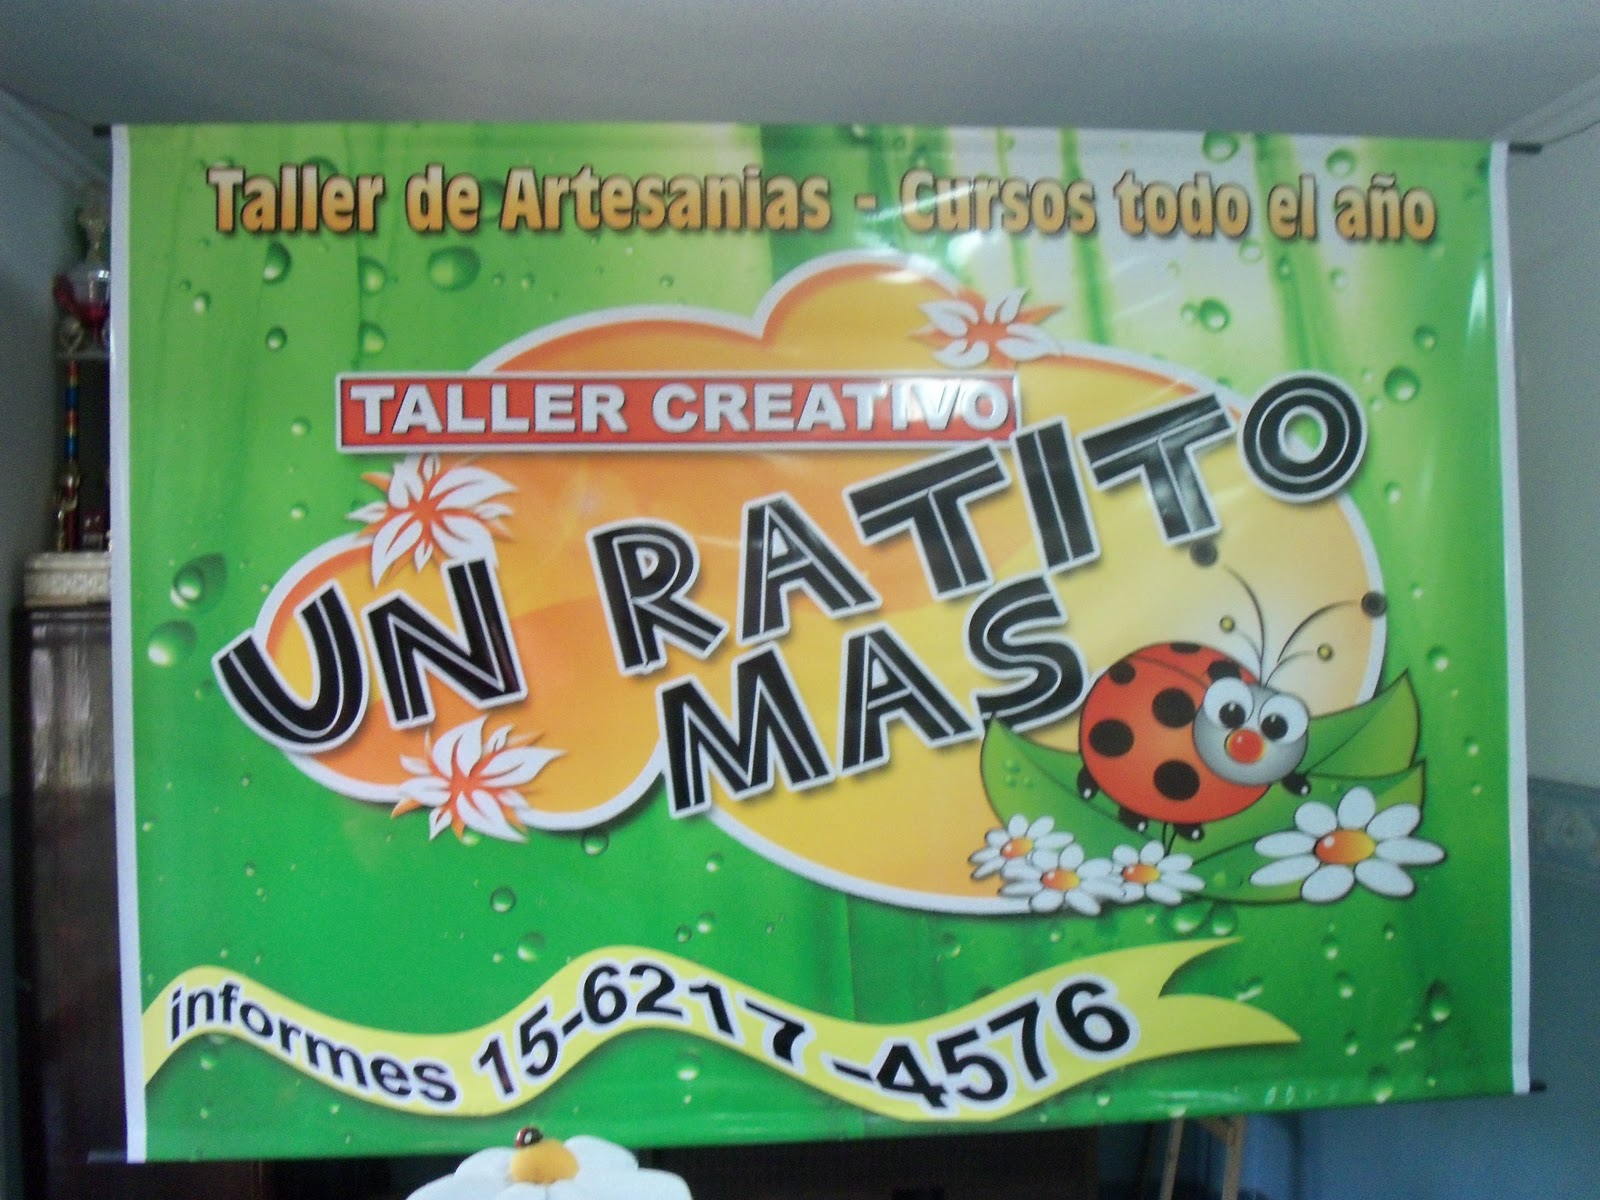 Taller de Artesanias - Cursos todo el año
TALLER CREATIVO
UN RATITO
MAS
informes 15-6217-4576